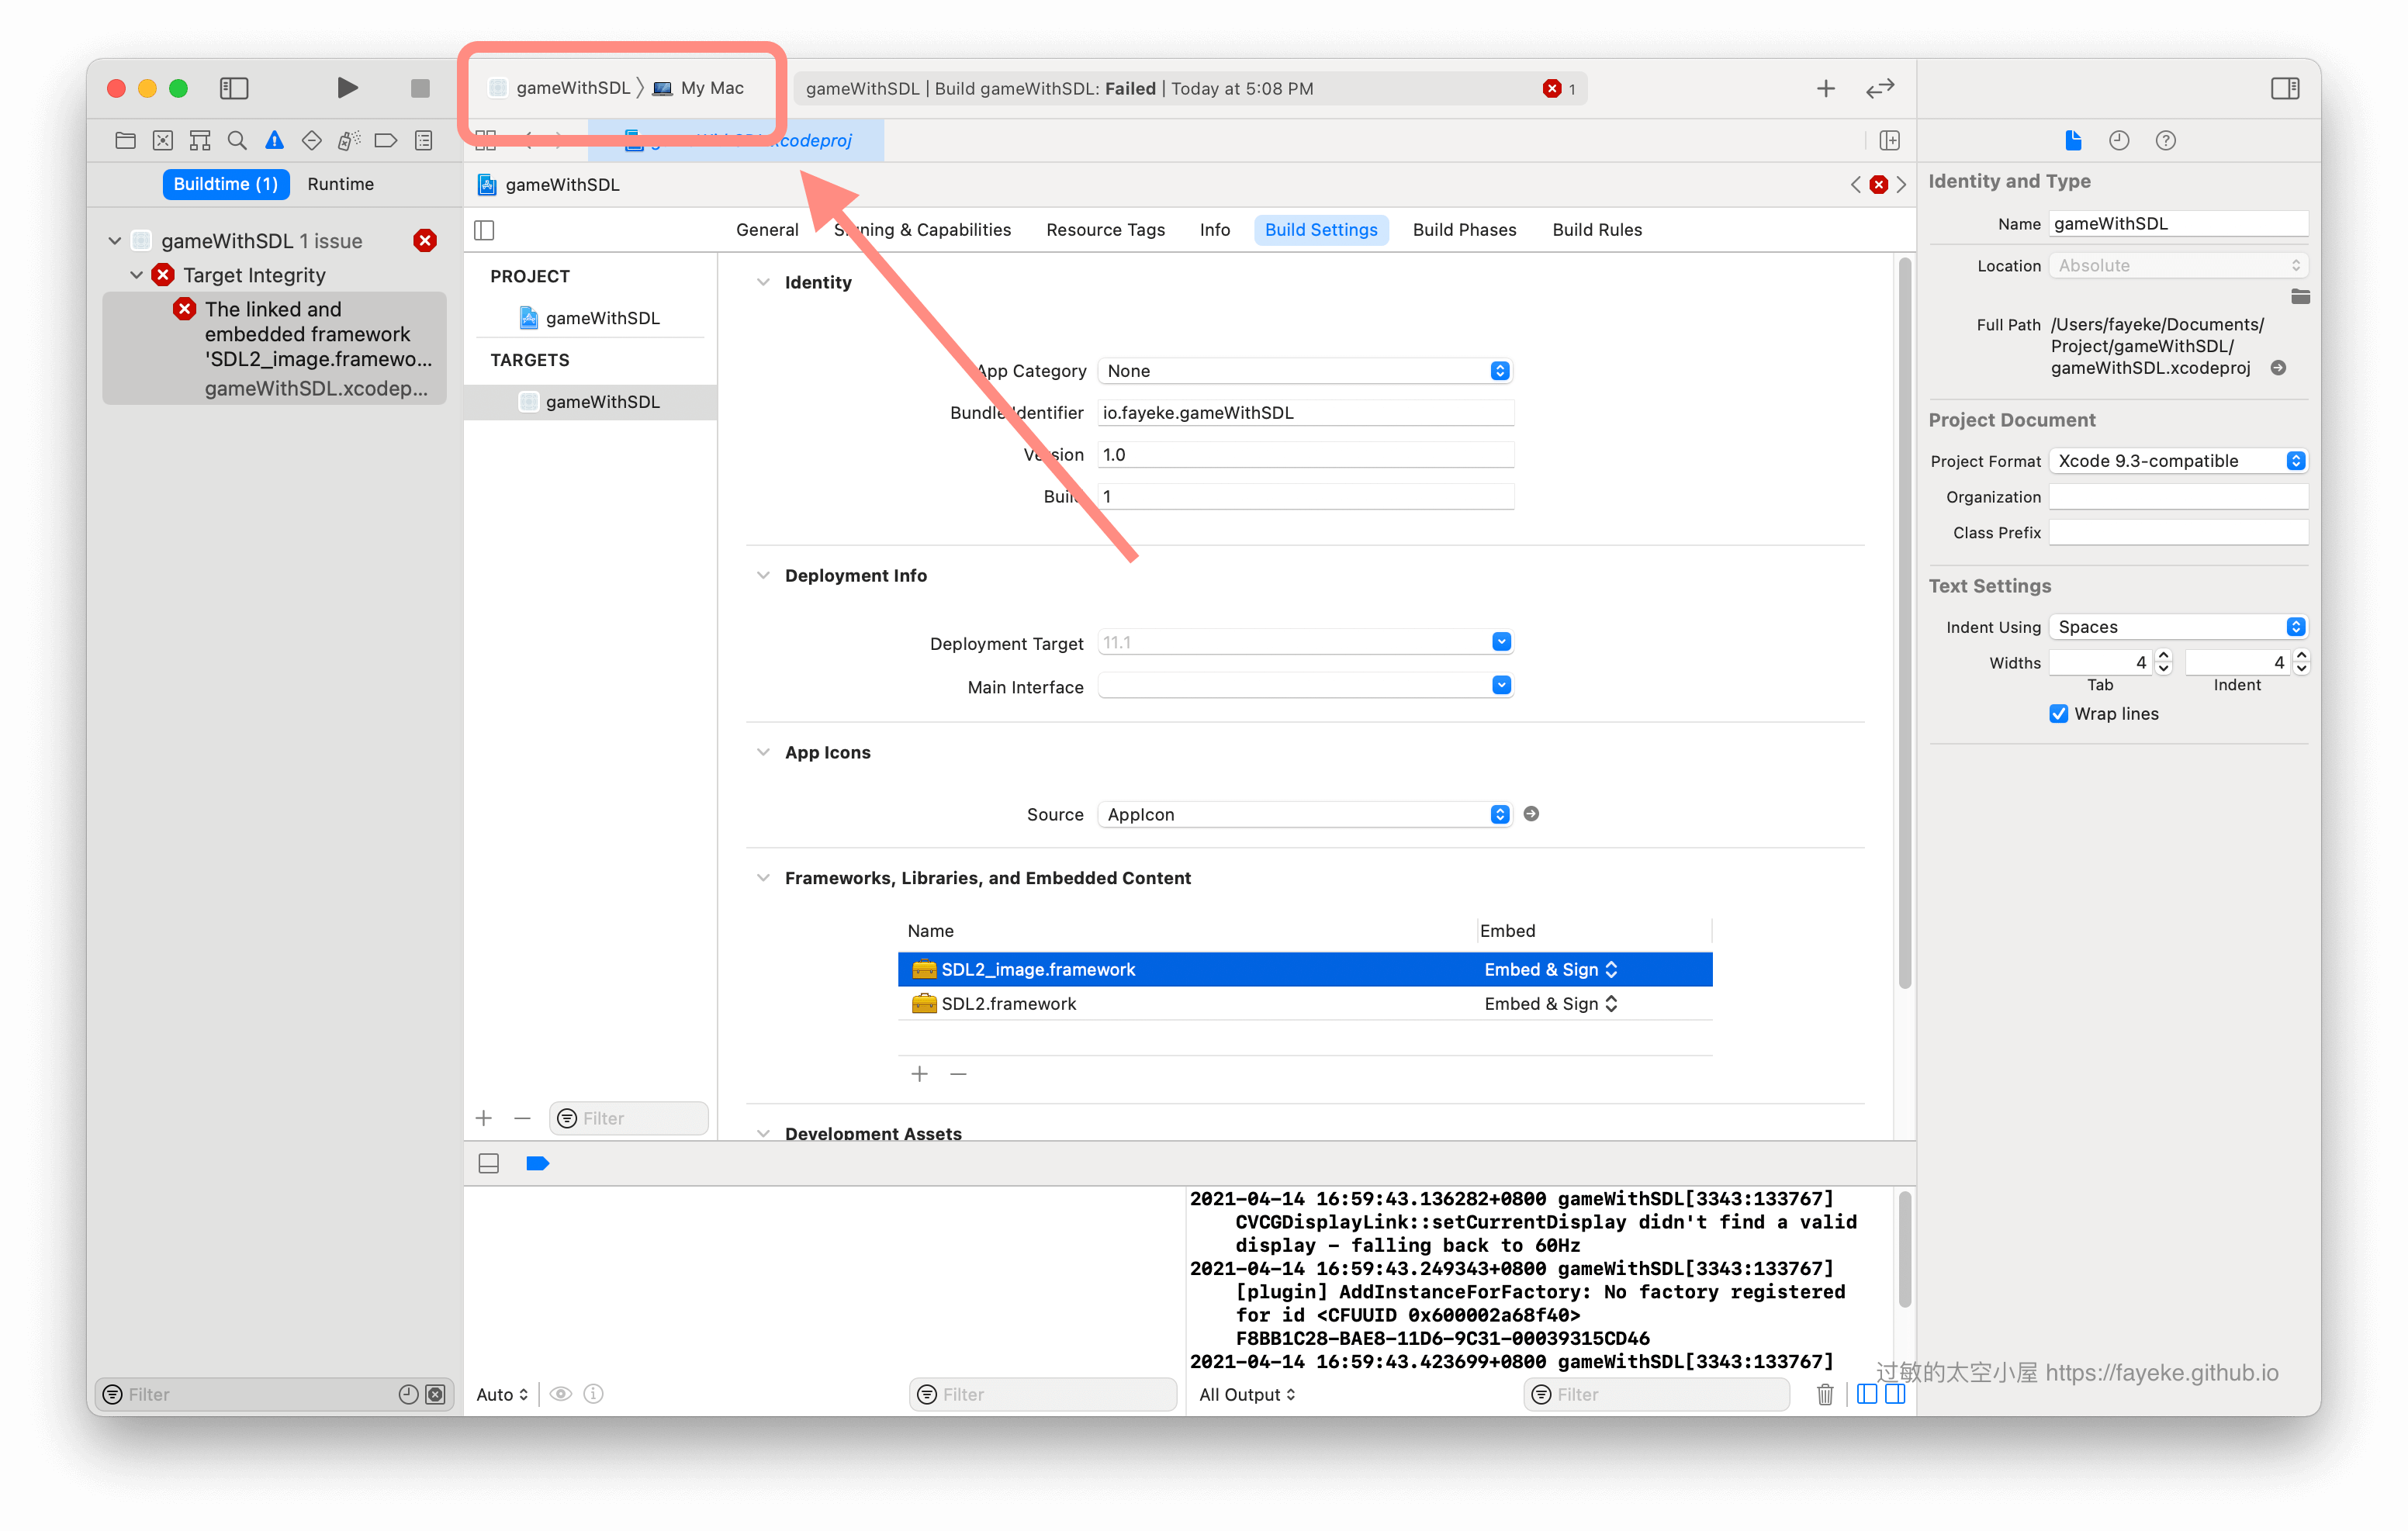 gameWithSDL
My Mac
gameWithSDL | Build gameWithSDL: Failed | Today at 5:08 PM
1
codeproj
Buildtime (1)
Runtime
gameWithSDL
gameWithSDL 1 issue
Target Integrity
The linked and
embedded framework
'SDL2_image.framewo...
gameWithSDL.xcodep...
General
Signing & Capabilities
Resource Tags
Info
Build Settings
Build Phases
Build Rules
PROJECT
gameWithSDL
TARGETS
gameWithSDL
Identity
App Category
None
Bundle Identifier
io.fayeke.gameWithSDL
Version
1.0
Build
1
Deployment Info
Deployment Target
11.1
Main Interface
App Icons
Source
AppIcon
Frameworks, Libraries, and Embedded Content
Name
Embed
SDL2_image.framework
Embed & Sign
SDL2.framework
Embed & Sign
Development Assets
Filter
Identity and Type
Name
gameWithSDL
Location
Absolute
Full Path
/Users/fayeke/Documents/
Project/gameWithSDL/
gameWithSDL.xcodeproj
Project Document
Project Format
Xcode 9.3-compatible
Organization
Class Prefix
Text Settings
Indent Using
Spaces
Widths
4
4
Tab
Indent
Wrap lines
2021-04-14 16:59:43.136282+0800 gameWithSDL[3343:133767]
CVCGDisplayLink::setCurrentDisplay didn't find a valid
display - falling back to 60Hz
2021-04-14 16:59:43.249343+0800 gameWithSDL[3343:133767]
[plugin] AddInstanceForFactory: No factory registered
for id <CFUUID 0x600002a68f40>
F8BB1C28-BAE8-11D6-9C31-00039315CD46
2021-04-14 16:59:43.423699+0800 gameWithSDL[3343:133767]
Filter
Auto
Filter
All Output
Filter
过敏的太空小屋 https://fayeke.github.io